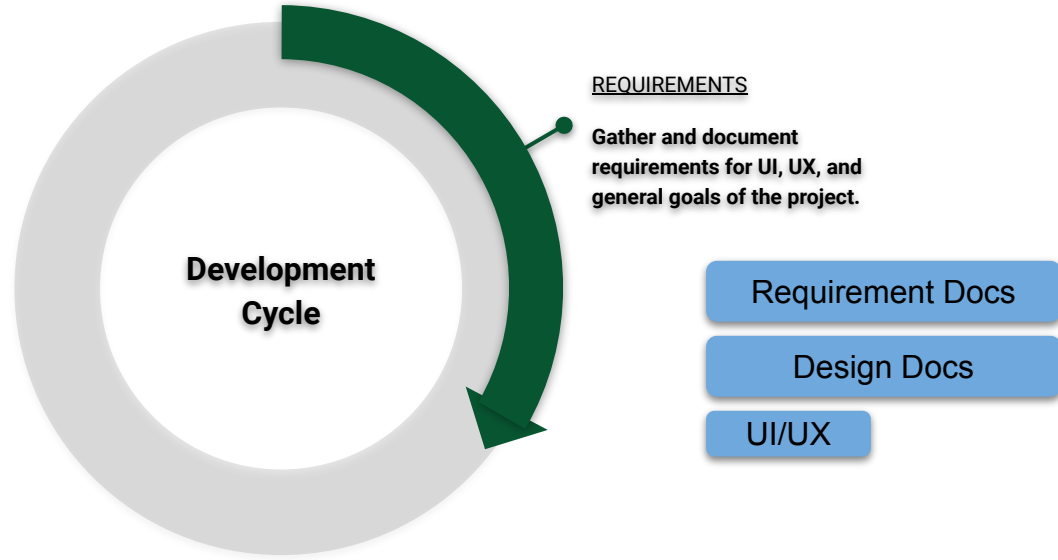 REQUIREMENTS
Gather and document
requirements for UI, UX, and
general goals of the project.
Development
Cycle
Requirement Docs
Design Docs
UI/UX